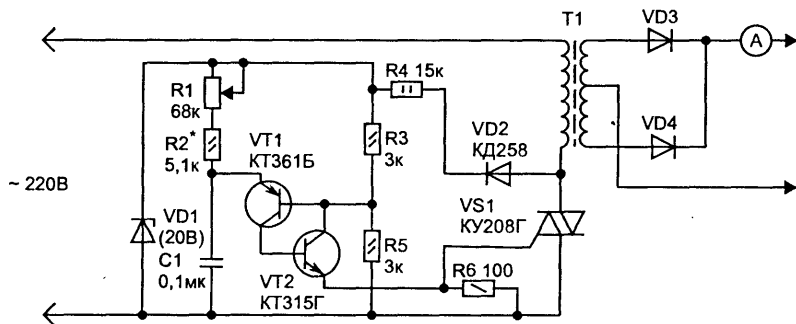 T1
VD3
A
R4 15к
R1
68к
VD4
R2*
5,1к
VT1
КТ361Б
R3
3к
VD2
КД258
~ 220В
VS1
КУ208Г
VD1
(20В)
C1
0,1мк
R5
3к
VT2
КТ315Г
R6 100